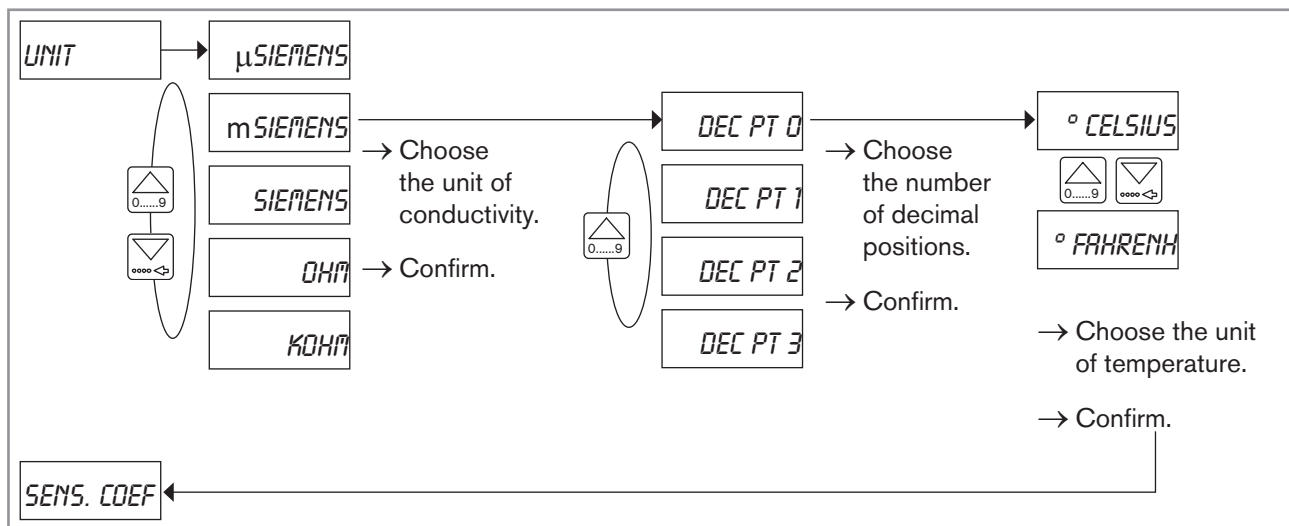 UNIT
µSIEMENS
mSIEMENS
SIEMENS
OHM
KOHM
0......9
→ Choose
the unit of
conductivity.
→ Confirm.
DEC PT 0
DEC PT 1
DEC PT 2
DEC PT 3
0......9
→ Choose
the number
of decimal
positions.
→ Confirm.
° CELSIUS
0......9
° FAHRENH
→ Choose the unit
of temperature.
→ Confirm.
SENS. COEF